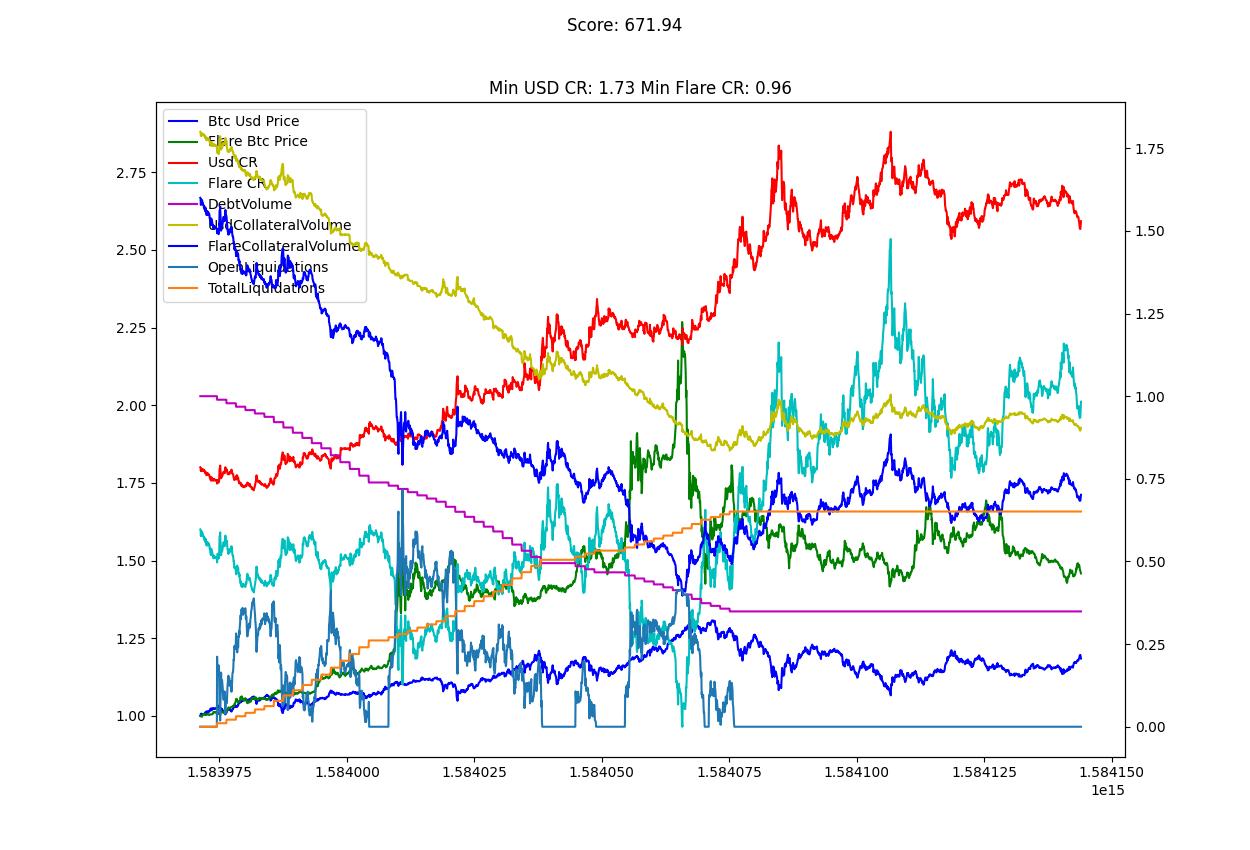 Score: 671.94
Min USD CR: 1.73 Min Flare CR: 0.96
Btc Usd Price
Flare Btc Price
Usd CR
Flare CR
DebtVolume
UsdCollateralVolume
FlareCollateralVolume
OpenLiquidations
TotalLiquidations
2.75
2.50
2.25
2.00
1.75
1.50
1.25
1.00
1.75
1.50
1.25
1.00
0.75
0.50
0.25
0.00
1.583975 1.584000 1.584025 1.584050 1.584075 1.584100 1.584125 1.584150
1e15